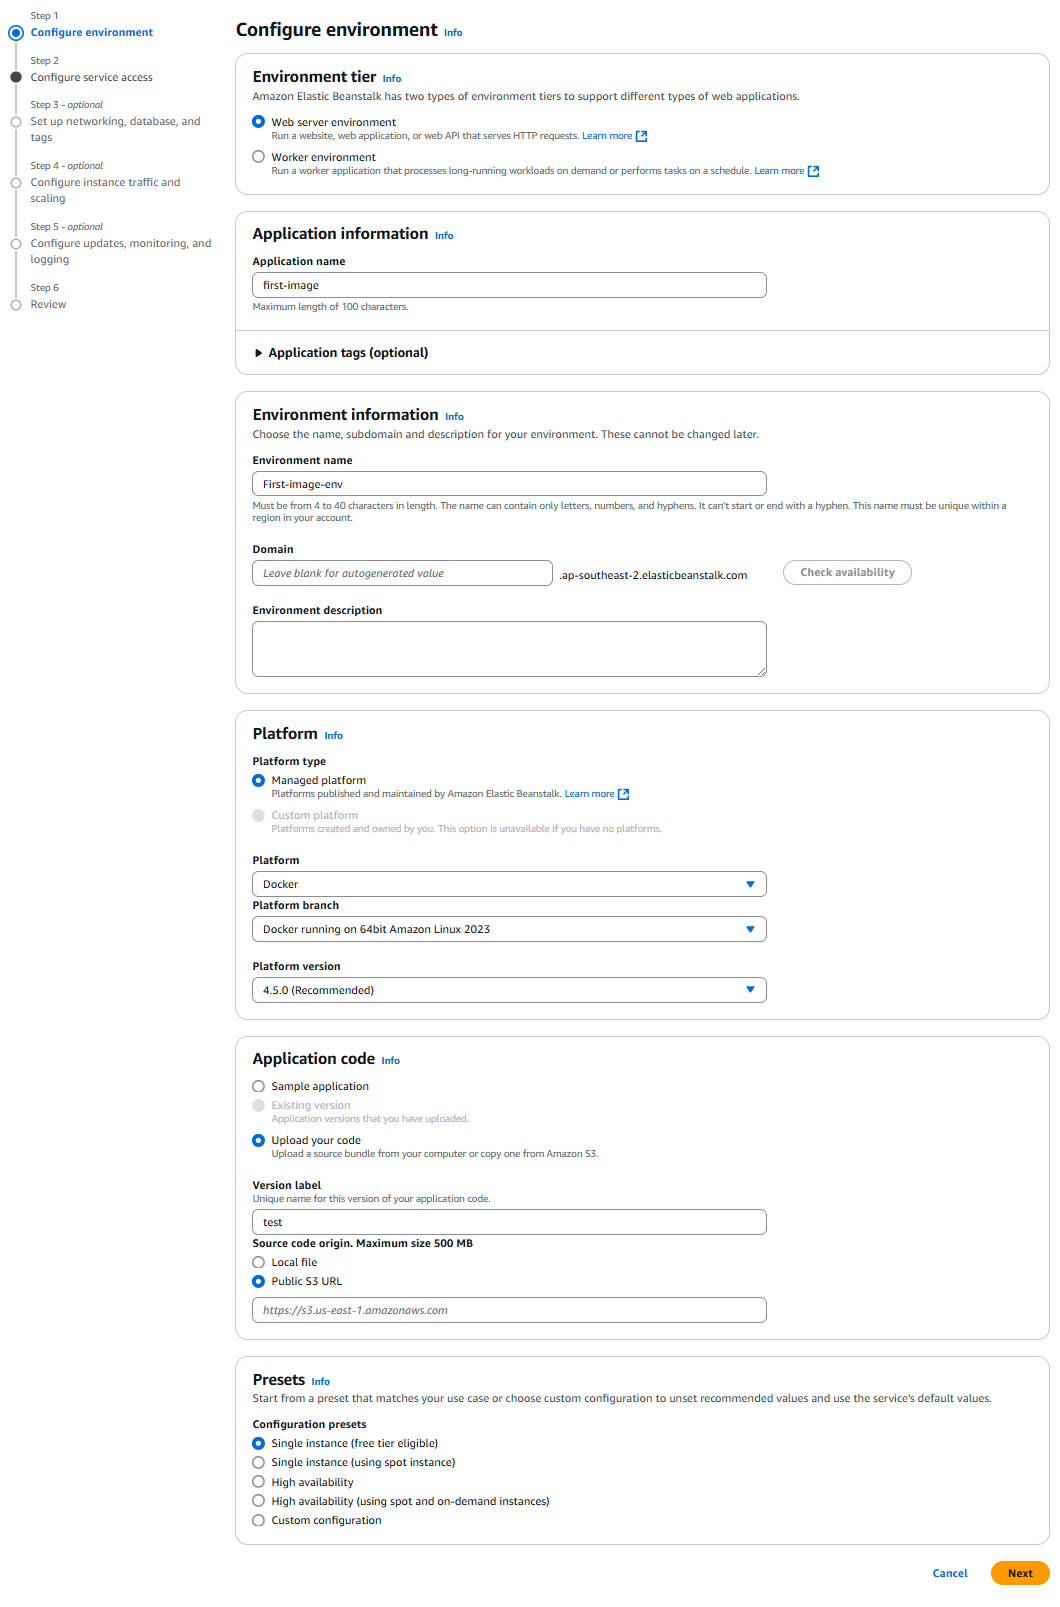 Step 1
Configure environment
Step 2
Configure service access
Step 3 - optional
Set up networking, database, and
tags
Step 4 - optional
Configure instance traffic and
scaling
Step 5 - optional
Configure updates, monitoring, and
logging
Step 6
Review
Configure environment Info
Environment tier Info
Amazon Elastic Beanstalk has two types of environment tiers to support different types of web applications.
Web server environment
Run a website, web application, or web API that serves HTTP requests. Learn more
Worker environment
Run a worker application that processes long-running workloads on demand or performs tasks on a schedule. Learn more
Application information Info
Application name
first-image
Maximum length of 100 characters.
Application tags (optional)
Environment information Info
Choose the name, subdomain and description for your environment. These cannot be changed later.
Environment name
First-image-env
Must be from 4 to 40 characters in length. The name can contain only letters, numbers, and hyphens. It can't start or end with a hyphen. This name must be unique within a
region in your account.
Domain
Leave blank for autogenerated value .ap-southeast-2.elasticbeanstalk.com Check availability
Environment description
Platform Info
Platform type
Managed platform
Platforms published and maintained by Amazon Elastic Beanstalk. Learn more
Custom platform
Platforms created and owned by you. This option is unavailable if you have no platforms.
Platform
Docker
Platform branch
Docker running on 64bit Amazon Linux 2023
Platform version
4.5.0 (Recommended)
Application code Info
Sample application
Existing version
Application versions that you have uploaded.
Upload your code
Upload a source bundle from your computer or copy one from Amazon S3.
Version label
Unique name for this version of your application code.
test
Source code origin. Maximum size 500 MB
Local file
Public S3 URL
https://s3.us-east-1.amazonaws.com
Presets Info
Start from a preset that matches your use case or choose custom configuration to unset recommended values and use the service's default values.
Configuration presets
Single instance (free tier eligible)
Single instance (using spot instance)
High availability
High availability (using spot and on-demand instances)
Custom configuration
Cancel Next